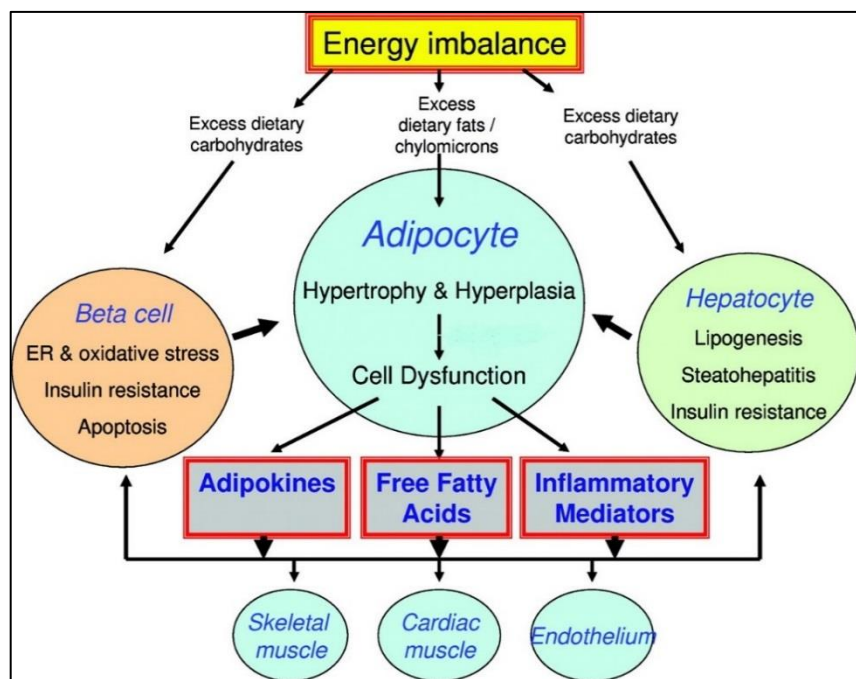 Energy imbalance
Excess dietary
carbohydrates
Excess
dietary fats /
chylomicrons
Excess dietary
carbohydrates
Adipocyte
Hypertrophy & Hyperplasia
Cell Dysfunction
Beta cell
ER & oxidative stress
Insulin resistance
Apoptosis
Hepatocyte
Lipogenesis
Steatohepatitis
Insulin resistance
Adipokines
Free Fatty
Acids
Inflammatory
Mediators
Skeletal
muscle
Cardiac
muscle
Endothelium